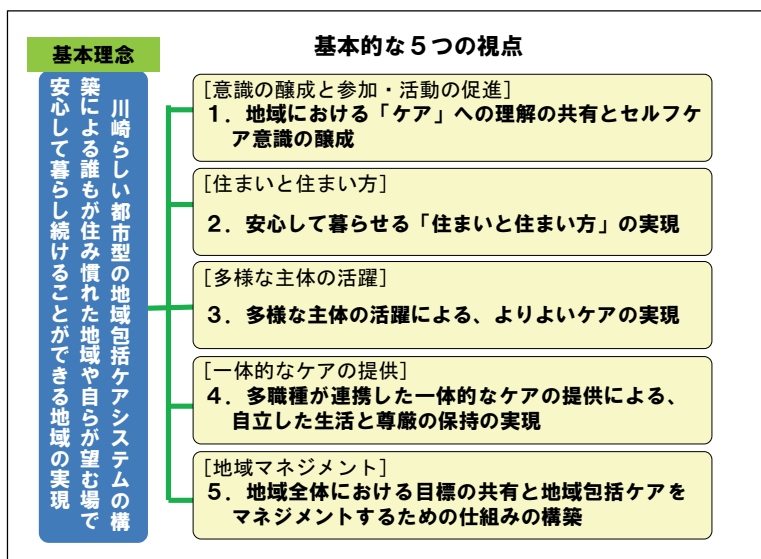 基本理念
川崎らしい都市型の地域包括ケアシステムの構
築による誰もが住み慣れた地域や自らが望む場で
安心して暮らし続けることができる地域の実現
基本的な５つの視点
［意識の醸成と参加・活動の促進］
１．地域における「ケア」への理解の共有とセルフケ
ア意識の醸成
［住まいと住まい方］
２．安心して暮らせる「住まいと住まい方」の実現
［多様な主体の活躍］
３．多様な主体の活躍による、よりよいケアの実現
［一体的なケアの提供］
４．多職種が連携した一体的なケアの提供による、
自立した生活と尊厳の保持の実現
［地域マネジメント］
５．地域全体における目標の共有と地域包括ケアを
マネジメントするための仕組みの構築